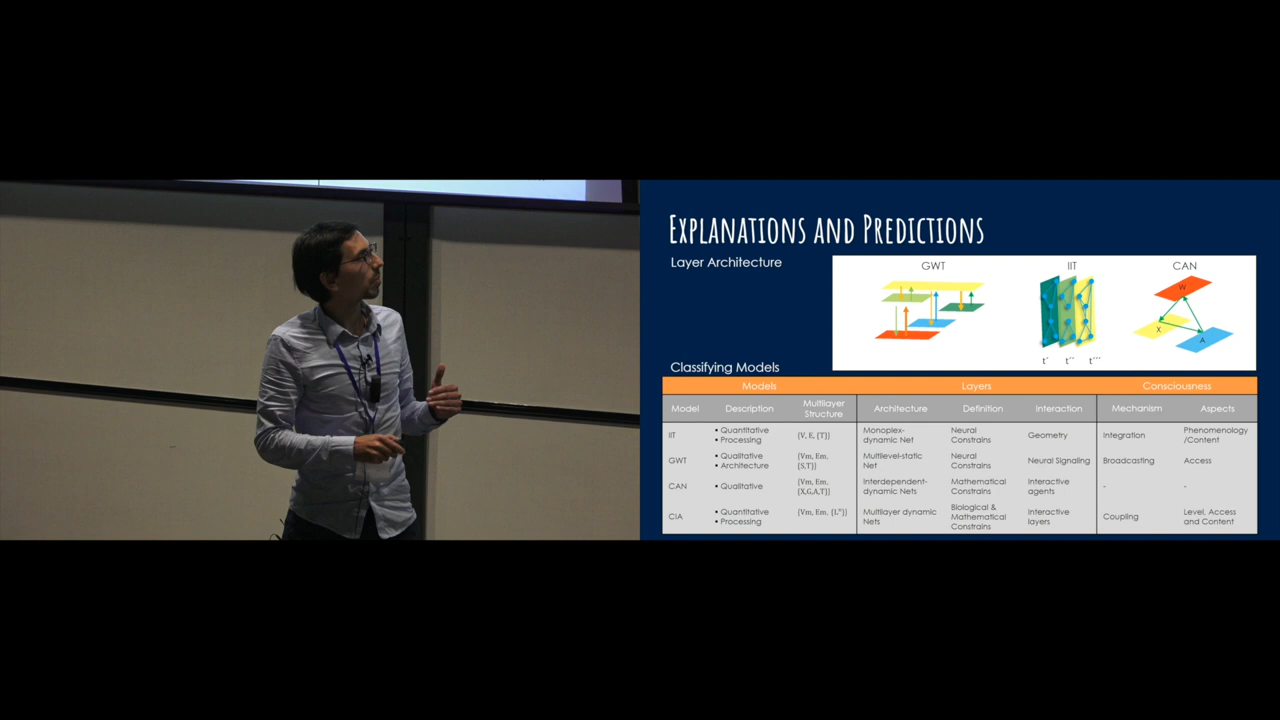 EXPLANATIONS AND PREDICTIONS
Layer Architecture
GWT IIT CAN
W
X
A
t´ t´´ t´´´
Classifying Models
Models Layers Consciousness
Model Description Multilayer Structure Architecture Definition Interaction Mechanism Aspects
IIT • Quantitative • Processing {V, E, {T}} Monoplex-dynamic Net Neural Constrains Geometry Integration Phenomenology /Content
GWT • Qualitative • Architecture {Vm, Em, {S,T}} Multilevel-static Net Neural Constrains Neural Signaling Broadcasting Access
CAN • Qualitative {Vm, Em, {X,G,A,T}} Interdependent-dynamic Nets Mathematical Constrains Interactive agents - -
CIA • Quantitative • Processing {Vm, Em, {Lⁿ}} Multilayer dynamic Nets Biological & Mathematical Constrains Interactive layers Coupling Level, Access and Content